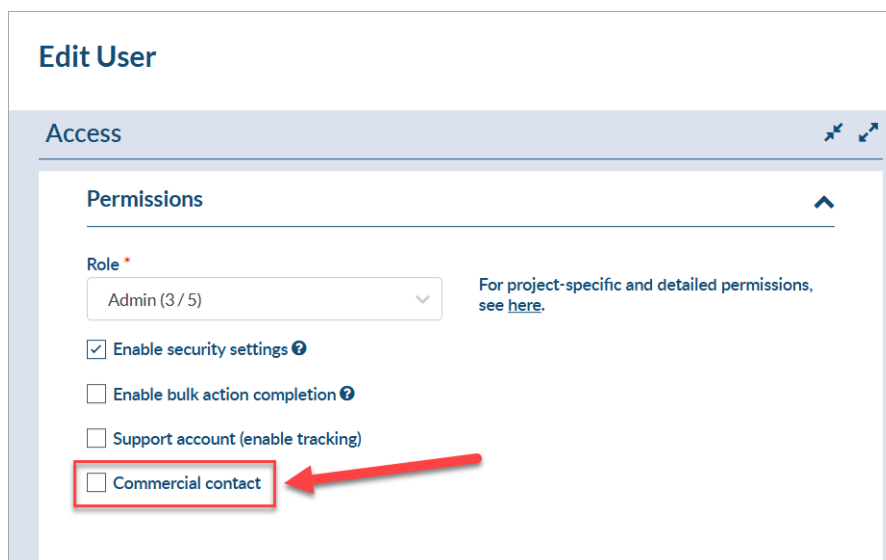 Edit User
Access
Permissions
Role *
Admin (3 / 5)
For project-specific and detailed permissions,
see here.
Enable security settings
Enable bulk action completion
Support account (enable tracking)
Commercial contact